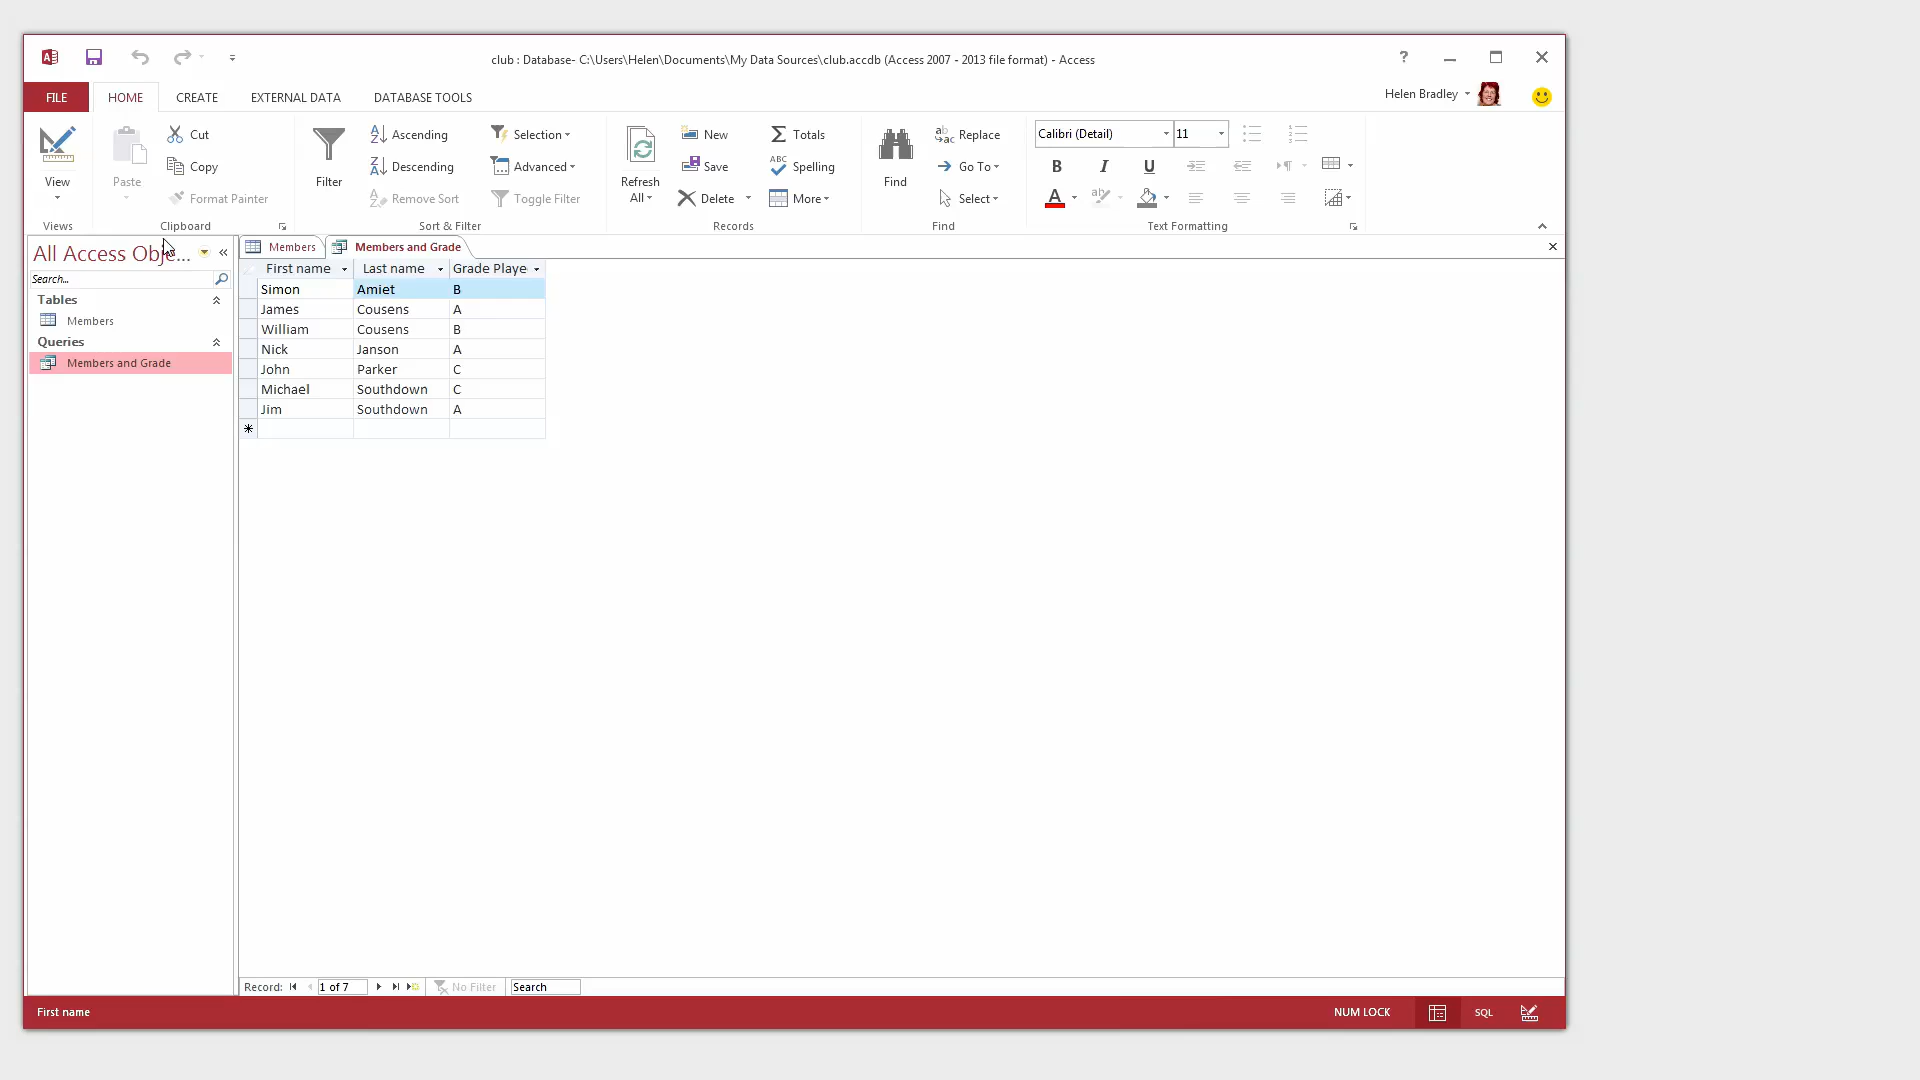 club : Database- C:\Users\Helen\Documents\My Data Sources\club.accdb (Access 2007 - 2013 file format) - Access
?
FILE HOME CREATE EXTERNAL DATA DATABASE TOOLS
Helen Bradley
View
Views
Paste
Cut
Copy
Format Painter
Clipboard
Filter
Ascending
Descending
Remove Sort
Selection
Advanced
Toggle Filter
Sort & Filter
Refresh
All
New
Save
Delete
Totals
Spelling
More
Records
Find
Replace
Go To
Select
Find
Calibri (Detail) 11
B I U
Text Formatting
All Access Obje...
Search...
Tables
Members
Queries
Members and Grade
Members Members and Grade
First name Last name Grade Playe
Simon Amiet B
James Cousens A
William Cousens B
Nick Janson A
John Parker C
Michael Southdown C
Jim Southdown A
Record: 1 of 7 No Filter Search
First name NUM LOCK SQL